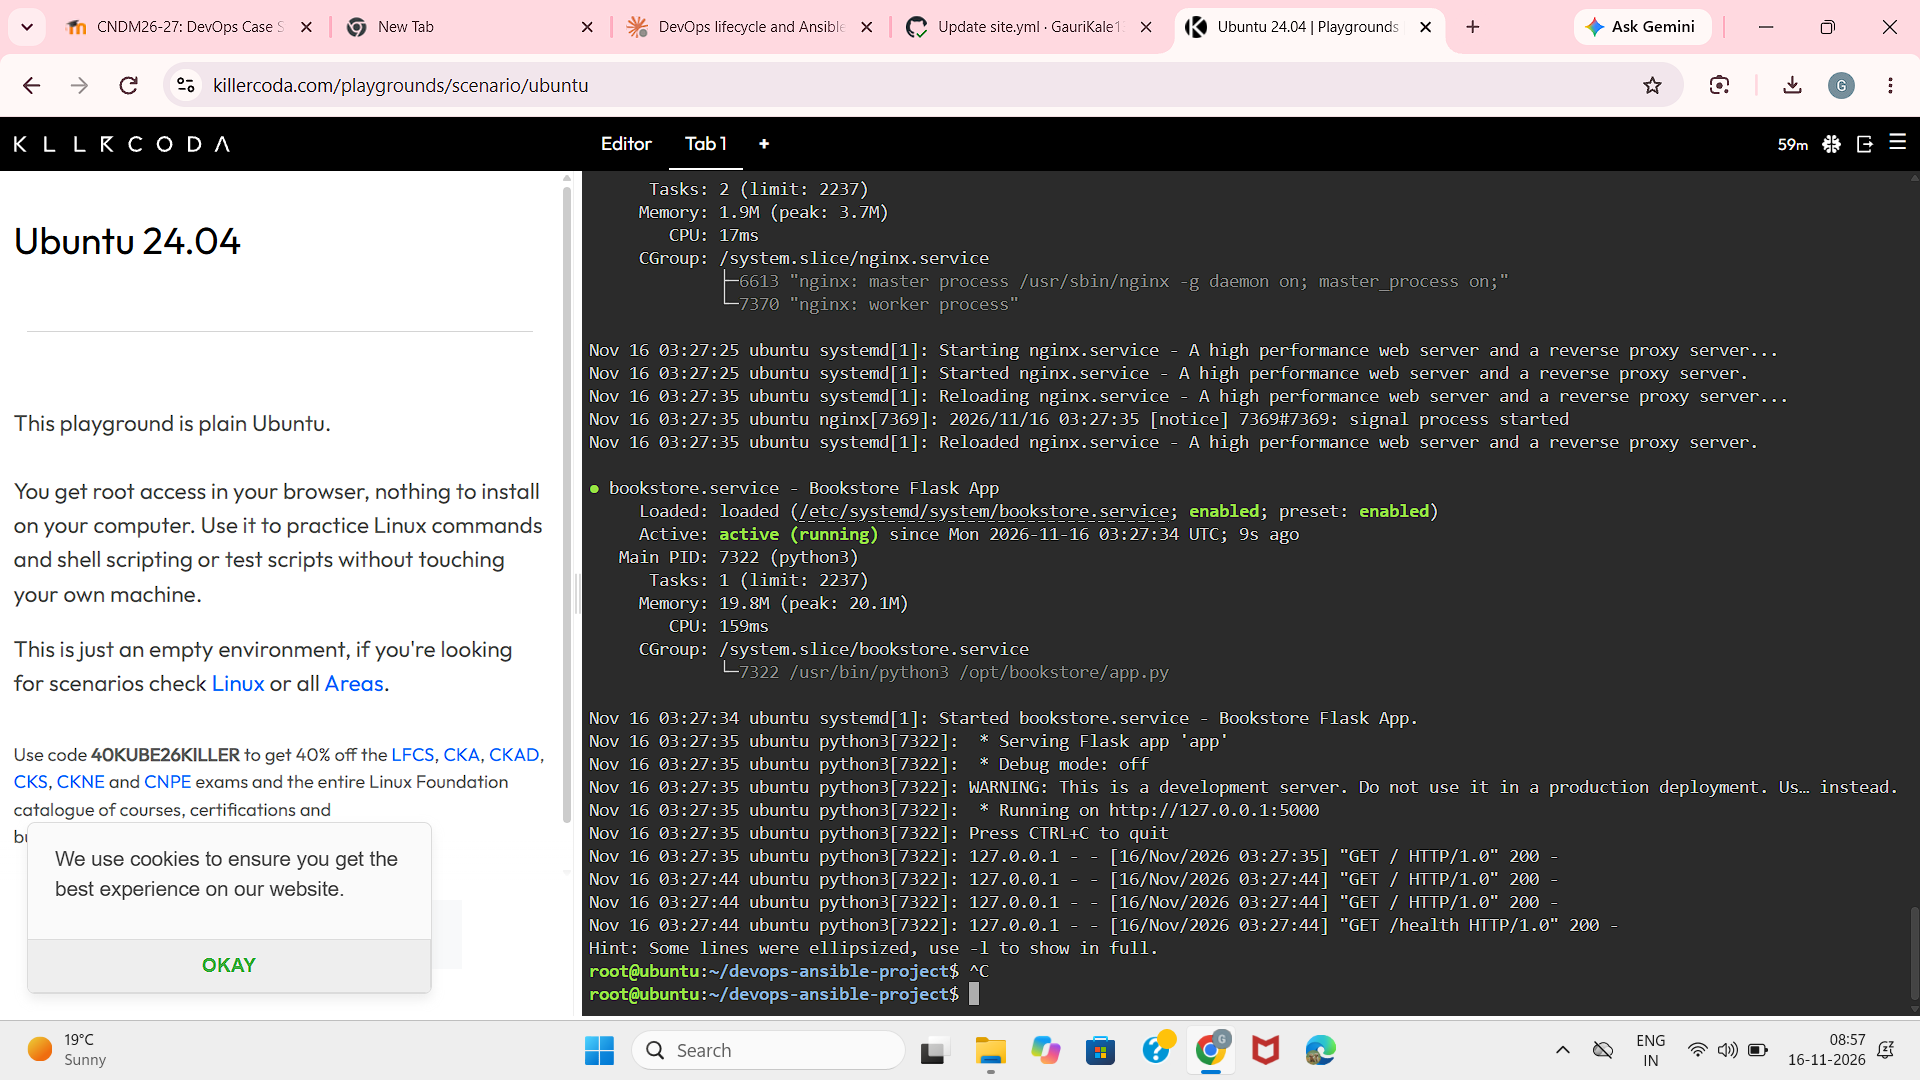 CNDM26-27: DevOps Case S
New Tab
DevOps lifecycle and Ansible
Update site.yml · GauriKale1
Ubuntu 24.04 | Playgrounds
Ask Gemini
killercoda.com/playgrounds/scenario/ubuntu
G
KLLRCODA
Editor
Tab 1
+
59m
Ubuntu 24.04
This playground is plain Ubuntu.
You get root access in your browser, nothing to install
on your computer. Use it to practice Linux commands
and shell scripting or test scripts without touching
your own machine.
This is just an empty environment, if you're looking
for scenarios check Linux or all Areas.
Use code 40KUBE26KILLER to get 40% off the LFCS, CKA, CKAD,
CKS, CKNE and CNPE exams and the entire Linux Foundation
catalogue of courses, certifications and
We use cookies to ensure you get the
best experience on our website.
OKAY
Tasks: 2 (limit: 2237)
Memory: 1.9M (peak: 3.7M)
CPU: 17ms
CGroup: /system.slice/nginx.service
├─6613 "nginx: master process /usr/sbin/nginx -g daemon on; master_process on;"
└─7370 "nginx: worker process"
Nov 16 03:27:25 ubuntu systemd[1]: Starting nginx.service - A high performance web server and a reverse proxy server...
Nov 16 03:27:25 ubuntu systemd[1]: Started nginx.service - A high performance web server and a reverse proxy server.
Nov 16 03:27:35 ubuntu systemd[1]: Reloading nginx.service - A high performance web server and a reverse proxy server...
Nov 16 03:27:35 ubuntu nginx[7369]: 2026/11/16 03:27:35 [notice] 7369#7369: signal process started
Nov 16 03:27:35 ubuntu systemd[1]: Reloaded nginx.service - A high performance web server and a reverse proxy server.
● bookstore.service - Bookstore Flask App
Loaded: loaded (/etc/systemd/system/bookstore.service; enabled; preset: enabled)
Active: active (running) since Mon 2026-11-16 03:27:34 UTC; 9s ago
Main PID: 7322 (python3)
Tasks: 1 (limit: 2237)
Memory: 19.8M (peak: 20.1M)
CPU: 159ms
CGroup: /system.slice/bookstore.service
└─7322 /usr/bin/python3 /opt/bookstore/app.py
Nov 16 03:27:34 ubuntu systemd[1]: Started bookstore.service - Bookstore Flask App.
Nov 16 03:27:35 ubuntu python3[7322]:  * Serving Flask app 'app'
Nov 16 03:27:35 ubuntu python3[7322]:  * Debug mode: off
Nov 16 03:27:35 ubuntu python3[7322]: WARNING: This is a development server. Do not use it in a production deployment. Us… instead.
Nov 16 03:27:35 ubuntu python3[7322]:  * Running on http://127.0.0.1:5000
Nov 16 03:27:35 ubuntu python3[7322]: Press CTRL+C to quit
Nov 16 03:27:35 ubuntu python3[7322]: 127.0.0.1 - - [16/Nov/2026 03:27:35] "GET / HTTP/1.0" 200 -
Nov 16 03:27:44 ubuntu python3[7322]: 127.0.0.1 - - [16/Nov/2026 03:27:44] "GET / HTTP/1.0" 200 -
Nov 16 03:27:44 ubuntu python3[7322]: 127.0.0.1 - - [16/Nov/2026 03:27:44] "GET / HTTP/1.0" 200 -
Nov 16 03:27:44 ubuntu python3[7322]: 127.0.0.1 - - [16/Nov/2026 03:27:44] "GET /health HTTP/1.0" 200 -
Hint: Some lines were ellipsized, use -l to show in full.
root@ubuntu:~/devops-ansible-project$ ^C
root@ubuntu:~/devops-ansible-project$
19°C
Sunny
Search
G
ENG
IN
08:57
16-11-2026